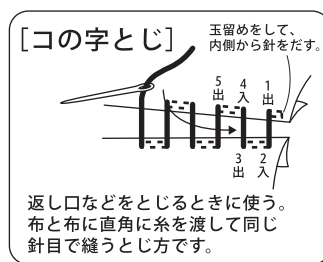 [コの字とじ]
玉留めをして、
内側から針をだす。
5出
4入
1出
3出
2入
返し口などをとじるときに使う。
布と布に直角に糸を渡して同じ
針目で縫うとじ方です。